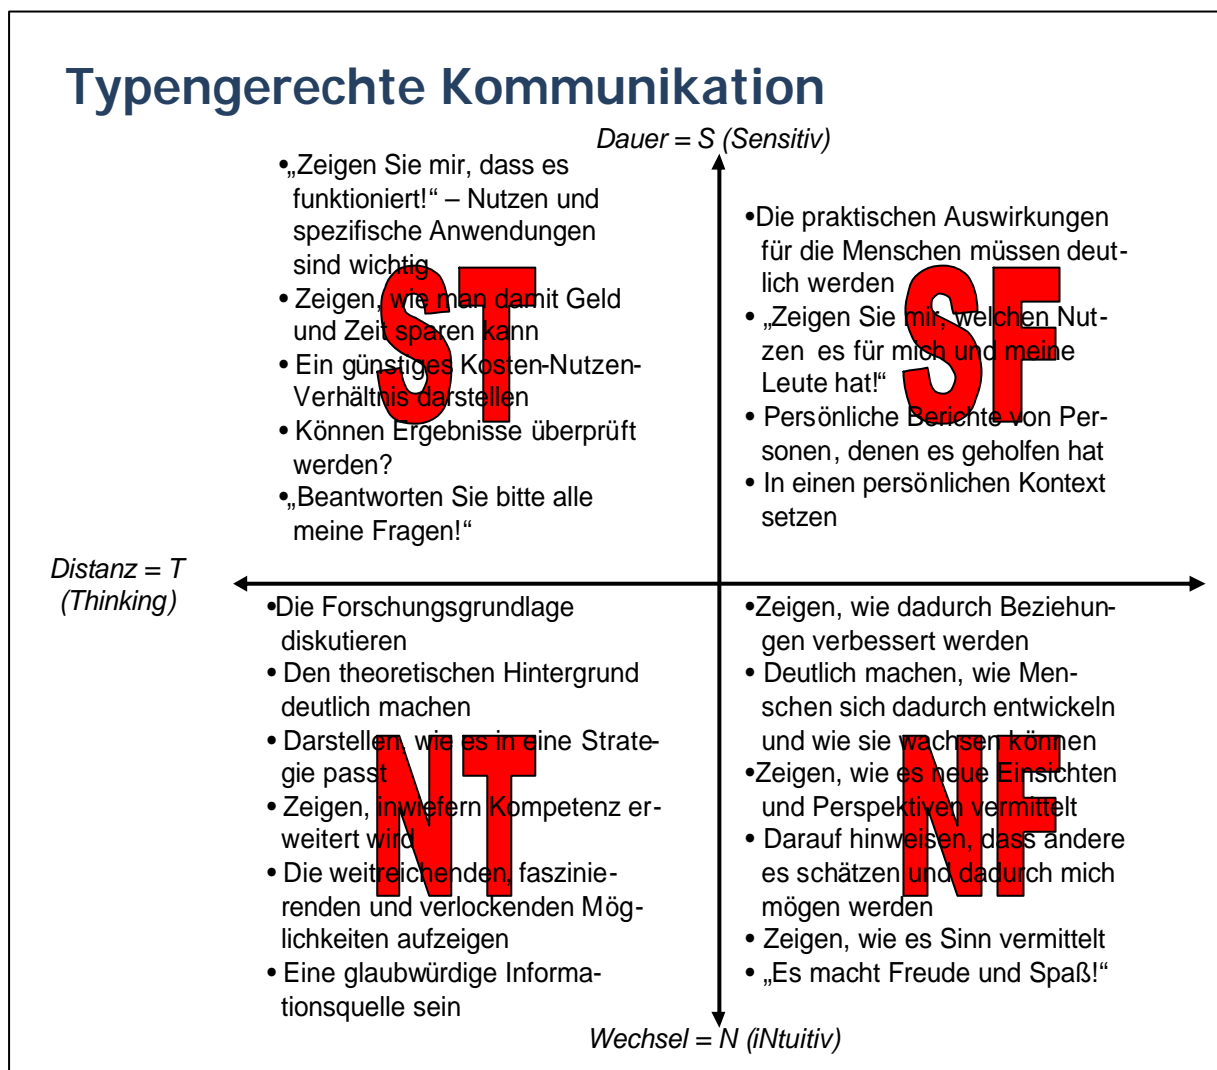 Typengerechte Kommunikation
Dauer = S (Sensitiv)
•„Zeigen Sie mir, dass es
funktioniert!“ – Nutzen und
spezifische Anwendungen
sind wichtig
• Zeigen, wie man damit Geld
und Zeit sparen kann
• Ein günstiges Kosten-Nutzen-
Verhältnis darstellen
• Können Ergebnisse überprüft
werden?
•„Beantworten Sie bitte alle
meine Fragen!“
ST
•Die praktischen Auswirkungen
für die Menschen müssen deut-
lich werden
• „Zeigen Sie mir, welchen Nut-
zen es für mich und meine
Leute hat!“
• Persönliche Berichte von Per-
sonen, denen es geholfen hat
• In einen persönlichen Kontext
setzen
SF
Distanz = T
(Thinking)
•Die Forschungsgrundlage
diskutieren
• Den theoretischen Hintergrund
deutlich machen
• Darstellen, wie es in eine Strate-
gie passt
• Zeigen, inwiefern Kompetenz er-
weitert wird
• Die weitreichenden, faszinie-
renden und verlockenden Mög-
lichkeiten aufzeigen
• Eine glaubwürdige Informa-
tionsquelle sein
NT
•Zeigen, wie dadurch Beziehun-
gen verbessert werden
• Deutlich machen, wie Men-
schen sich dadurch entwickeln
und wie sie wachsen können
•Zeigen, wie es neue Einsichten
und Perspektiven vermittelt
• Darauf hinweisen, dass andere
es schätzen und dadurch mich
mögen werden
• Zeigen, wie es Sinn vermittelt
• „Es macht Freude und Spaß!“
NF
Wechsel = N (iNtuitiv)